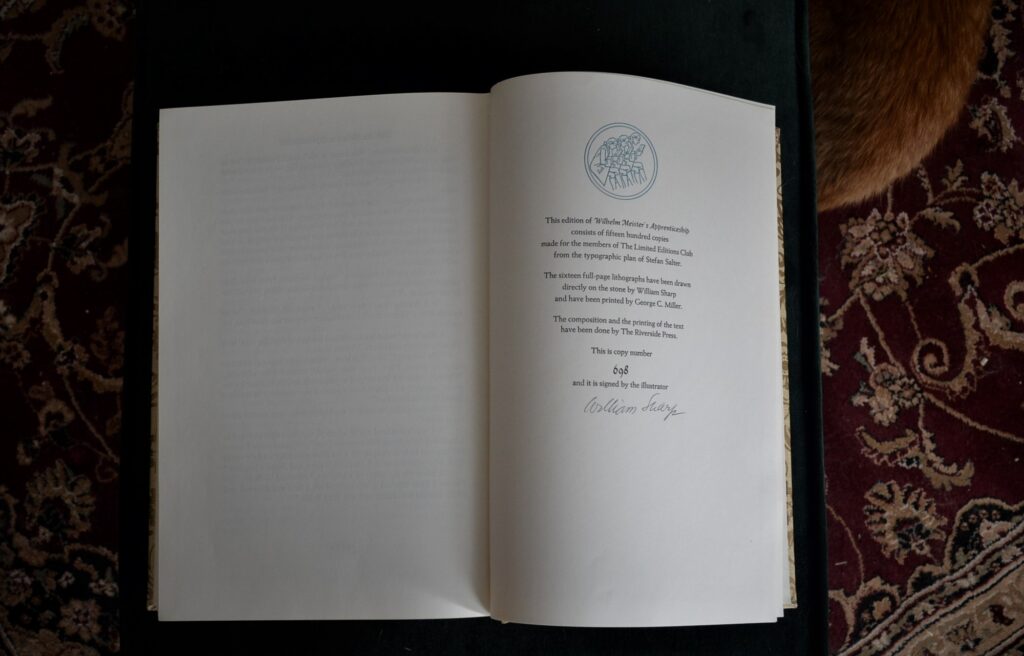 This edition of Wilhelm Meister's Apprenticeship
consists of fifteen hundred copies
made for the members of The Limited Editions Club
from the typographic plan of Stefan Salter.
The sixteen full-page lithographs have been drawn
directly on the stone by William Sharp
and have been printed by George C. Miller.
The composition and the printing of the text
have been done by The Riverside Press.
This is copy number
698
and it is signed by the illustrator
William Sharp